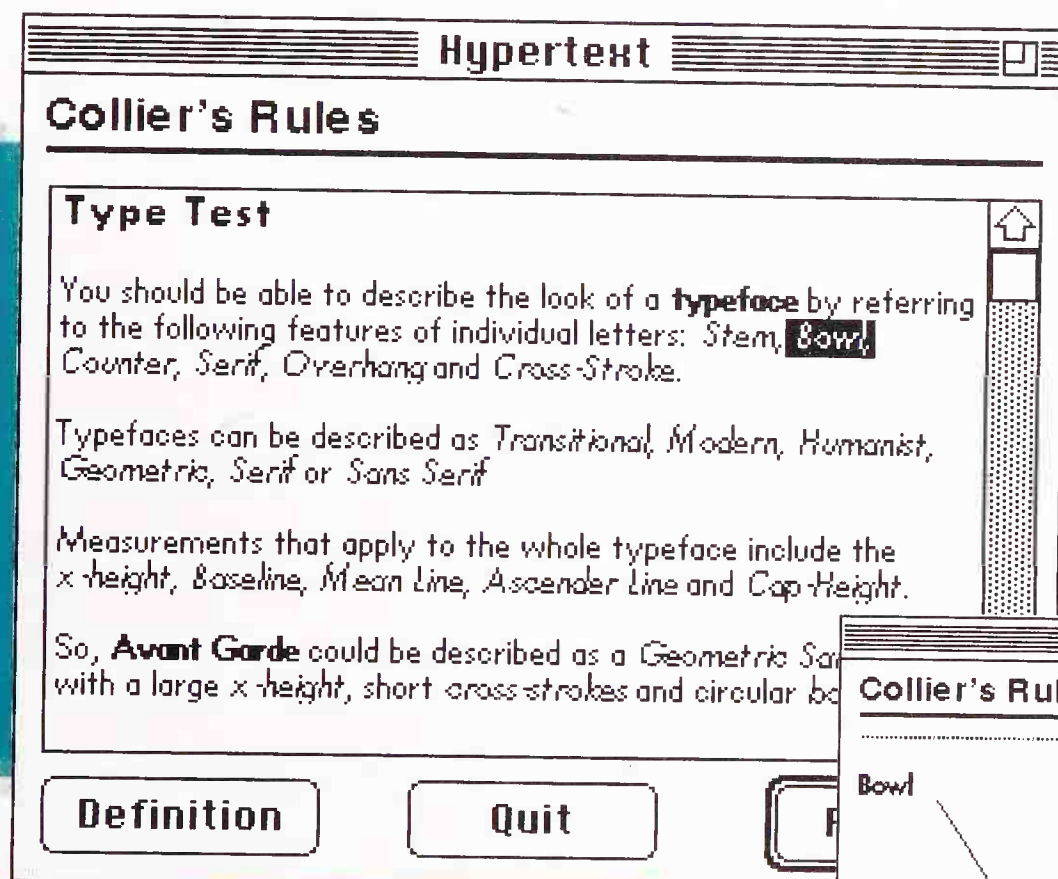 Hypertext
Collier's Rules
Type Test
You should be able to describe the look of a typeface by referring
to the following features of individual letters: Stem, Bowl,
Counter, Serif, Overhang and Cross-Stroke.
Typefaces can be described as Transitional, Modern, Humanist,
Geometric, Serif or Sans Serif
Measurements that apply to the whole typeface include the
x-height, Baseline, Mean Line, Ascender Line and Cap-Height.
So, Avant Garde could be described as a Geometric
with a large x-height, short cross-strokes and circular
Definition
Quit
Collier's
Bowl